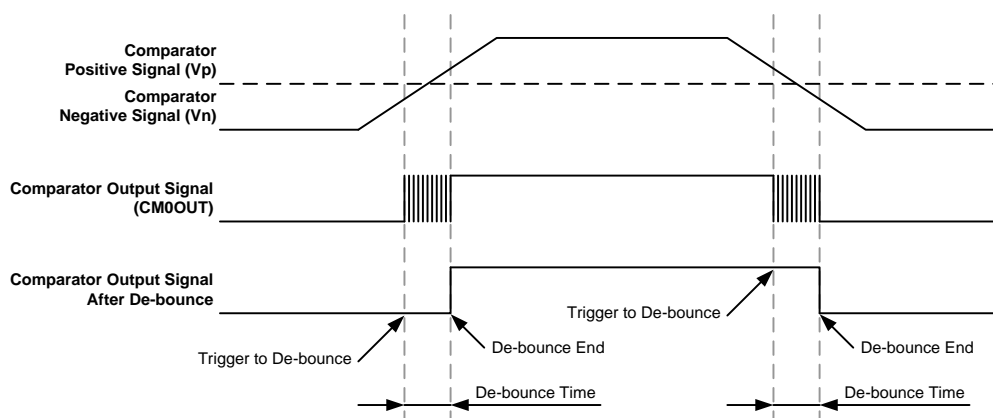 Comparator
Positive Signal (Vp)
Comparator
Negative Signal (Vn)
Comparator Output Signal
(CM0OUT)
Comparator Output Signal
After De-bounce
Trigger to De-bounce
De-bounce End
Trigger to De-bounce
De-bounce End
De-bounce Time
De-bounce Time